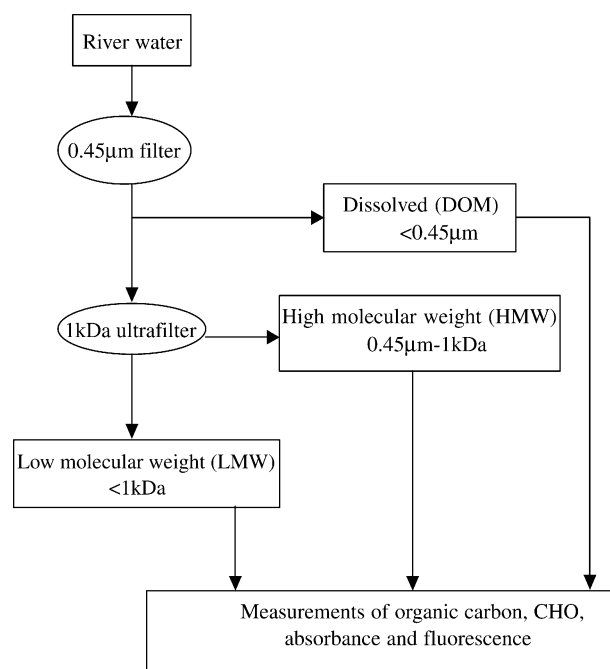 River water
0.45μm filter
Dissolved (DOM)
<0.45μm
1kDa ultrafilter
High molecular weight (HMW)
0.45μm-1kDa
Low molecular weight (LMW)
<1kDa
Measurements of organic carbon, CHO,
absorbance and fluorescence